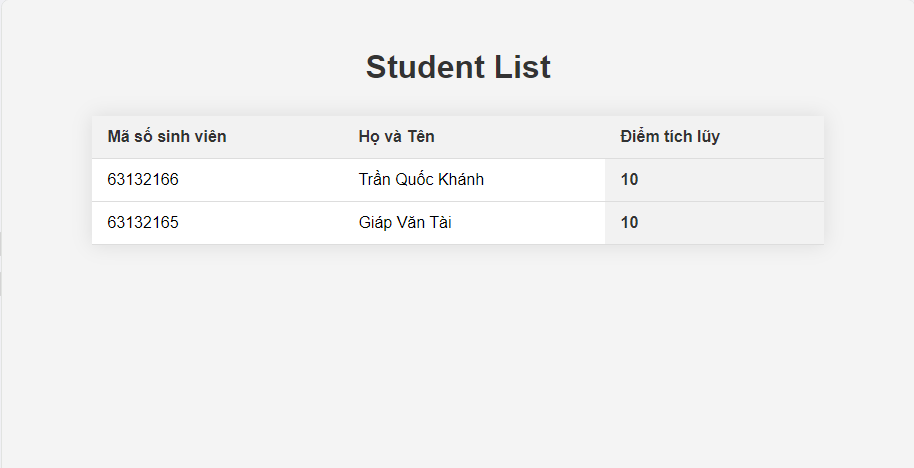 Student List
Mã số sinh viên Họ và Tên Điểm tích lũy
63132166 Trần Quốc Khánh 10
63132165 Giáp Văn Tài 10